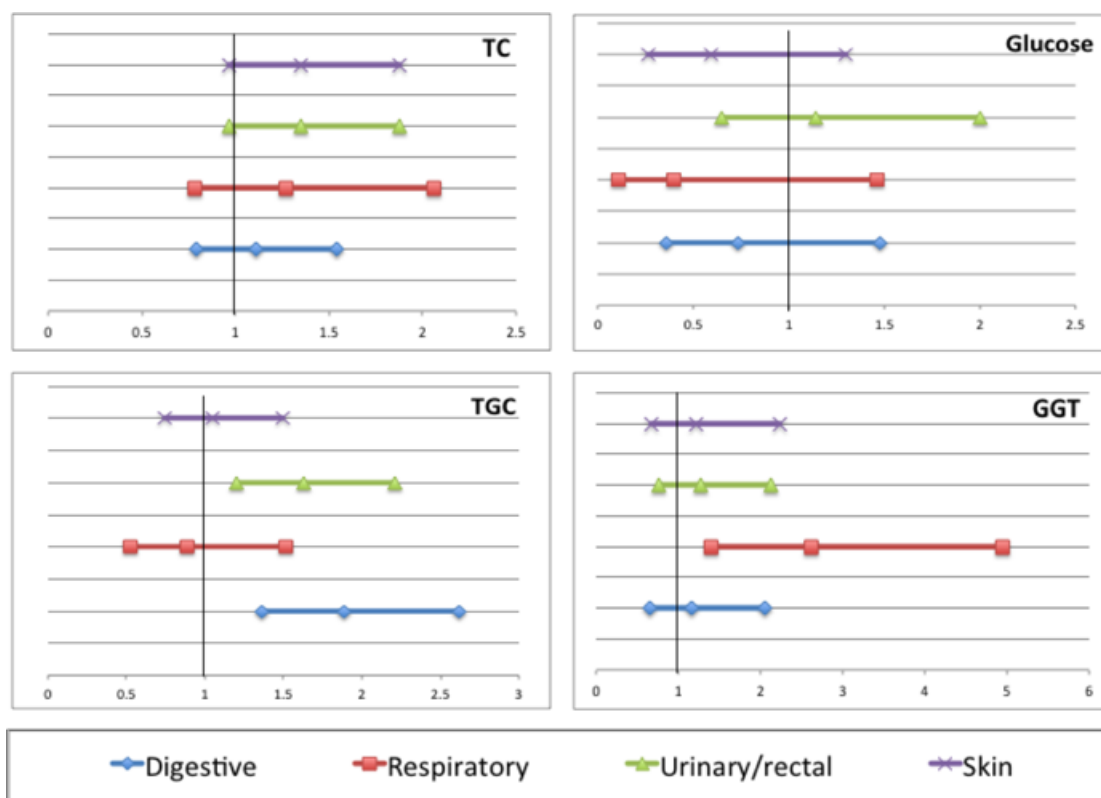 TC
0 0.5 1 1.5 2 2.5
Glucose
0 0.5 1 1.5 2 2.5
TGC
0 0.5 1 1.5 2 2.5 3
GGT
0 1 2 3 4 5 6
Digestive Respiratory Urinary/rectal Skin